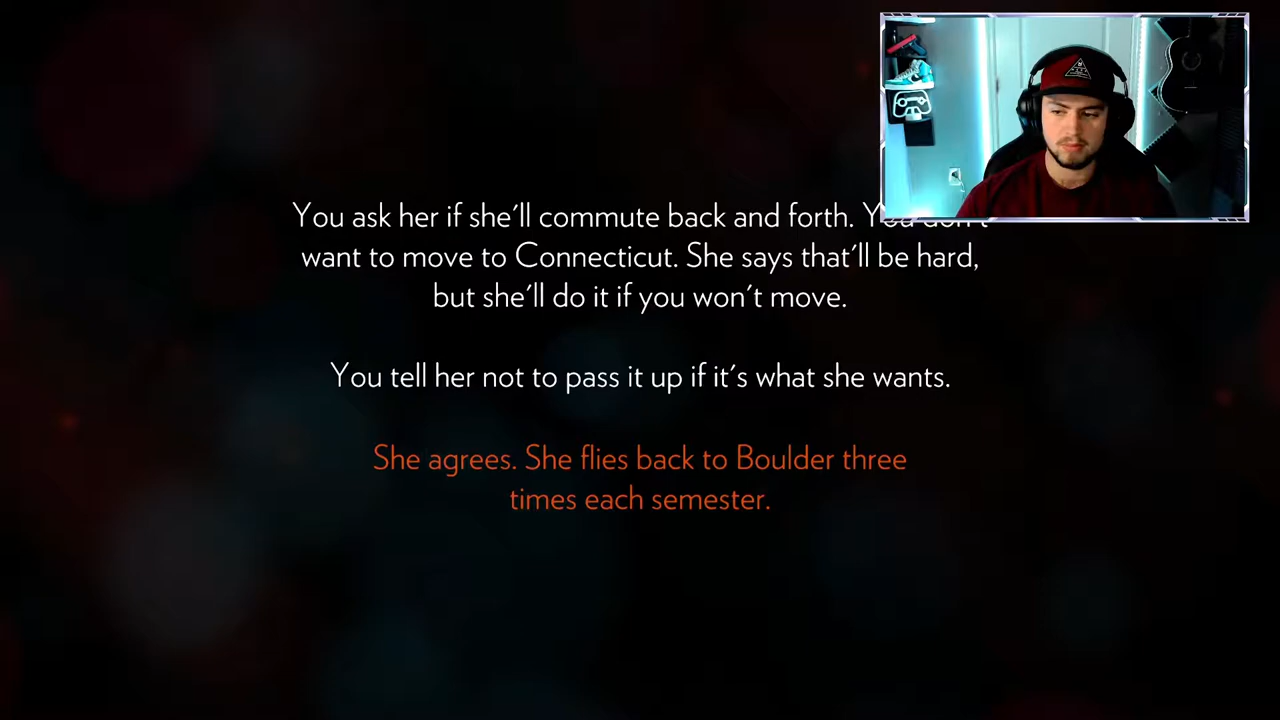 You ask her if she'll commute back and forth. You don't
want to move to Connecticut. She says that'll be hard,
but she'll do it if you won't move.
You tell her not to pass it up if it's what she wants.
She agrees. She flies back to Boulder three
times each semester.